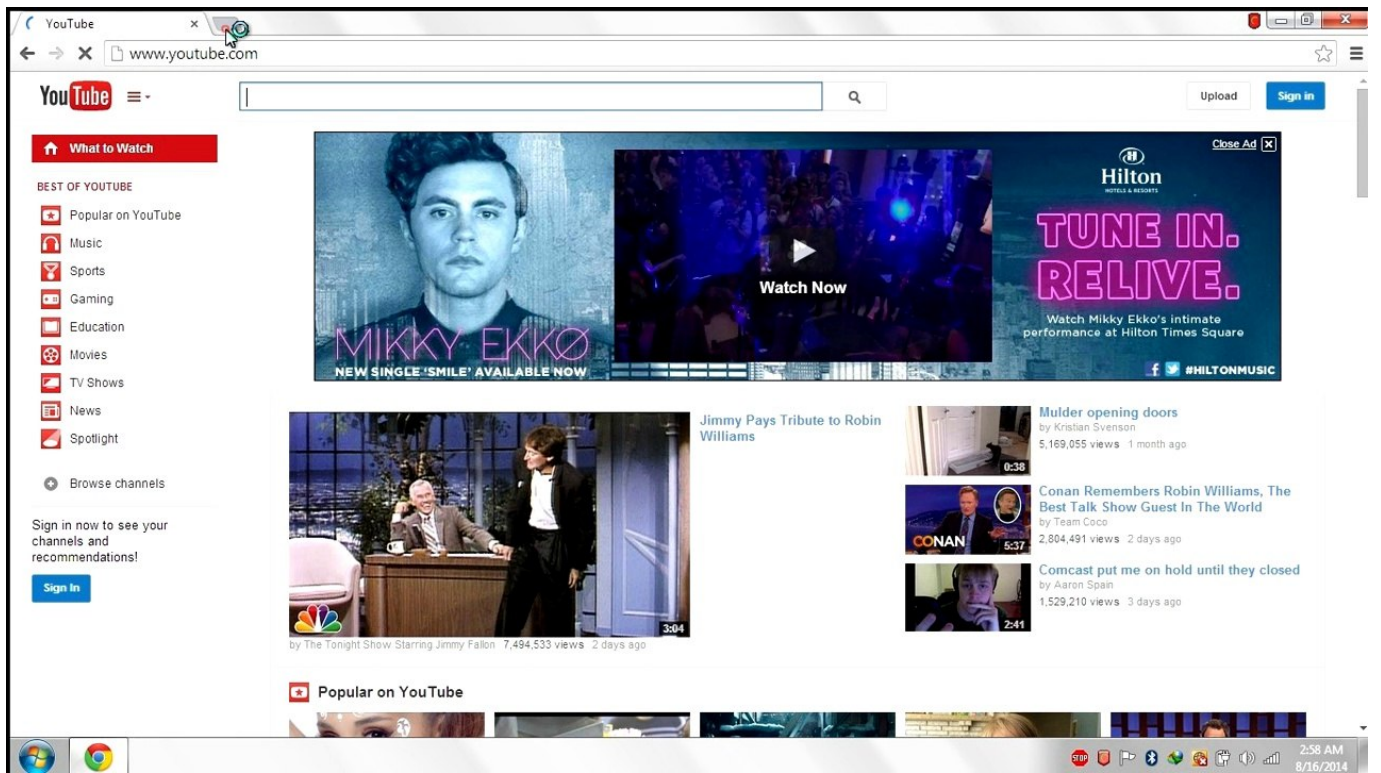 YouTube
www.youtube.com
YouTube
Upload
Sign in
What to Watch
BEST OF YOUTUBE
Popular on YouTube
Music
Sports
Gaming
Education
Movies
TV Shows
News
Spotlight
Browse channels
Sign in now to see your
channels and
recommendations!
Sign In
Close Ad
MIKKY EKKØ
NEW SINGLE 'SMILE' AVAILABLE NOW
Watch Now
Hilton
HOTELS & RESORTS
TUNE IN.
RELIVE.
Watch Mikky Ekko's intimate
performance at Hilton Times Square
#HILTONMUSIC
3:04
Jimmy Pays Tribute to Robin
Williams
by The Tonight Show Starring Jimmy Fallon 7,494,533 views 2 days ago
0:38
Mulder opening doors
by Kristian Svenson
5,169,055 views 1 month ago
CONAN
5:37
Conan Remembers Robin Williams, The
Best Talk Show Guest In The World
by Team Coco
2,804,491 views 2 days ago
2:41
Comcast put me on hold until they closed
by Aaron Spain
1,529,210 views 3 days ago
Popular on YouTube
STOP
2:58 AM
8/16/2014